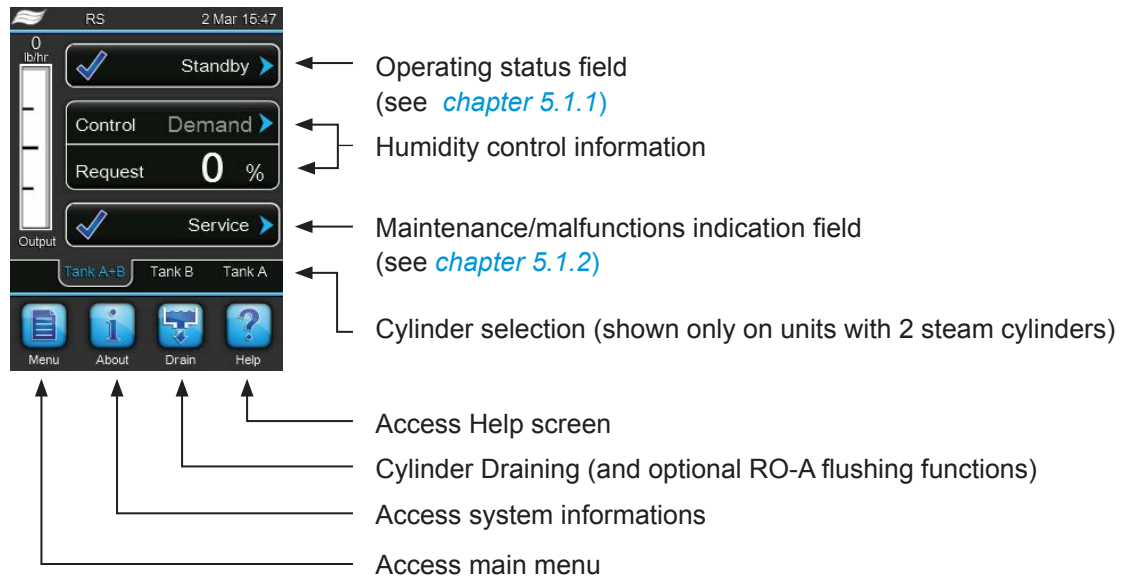 RS 2 Mar 15:47
0
lb/hr
Standby
Control Demand
Request 0 %
Service
Output
Tank A+B Tank B Tank A
Menu About Drain Help
Operating status field
(see chapter 5.1.1)
Humidity control information
Maintenance/malfunctions indication field
(see chapter 5.1.2)
Cylinder selection (shown only on units with 2 steam cylinders)
Access Help screen
Cylinder Draining (and optional RO-A flushing functions)
Access system informations
Access main menu